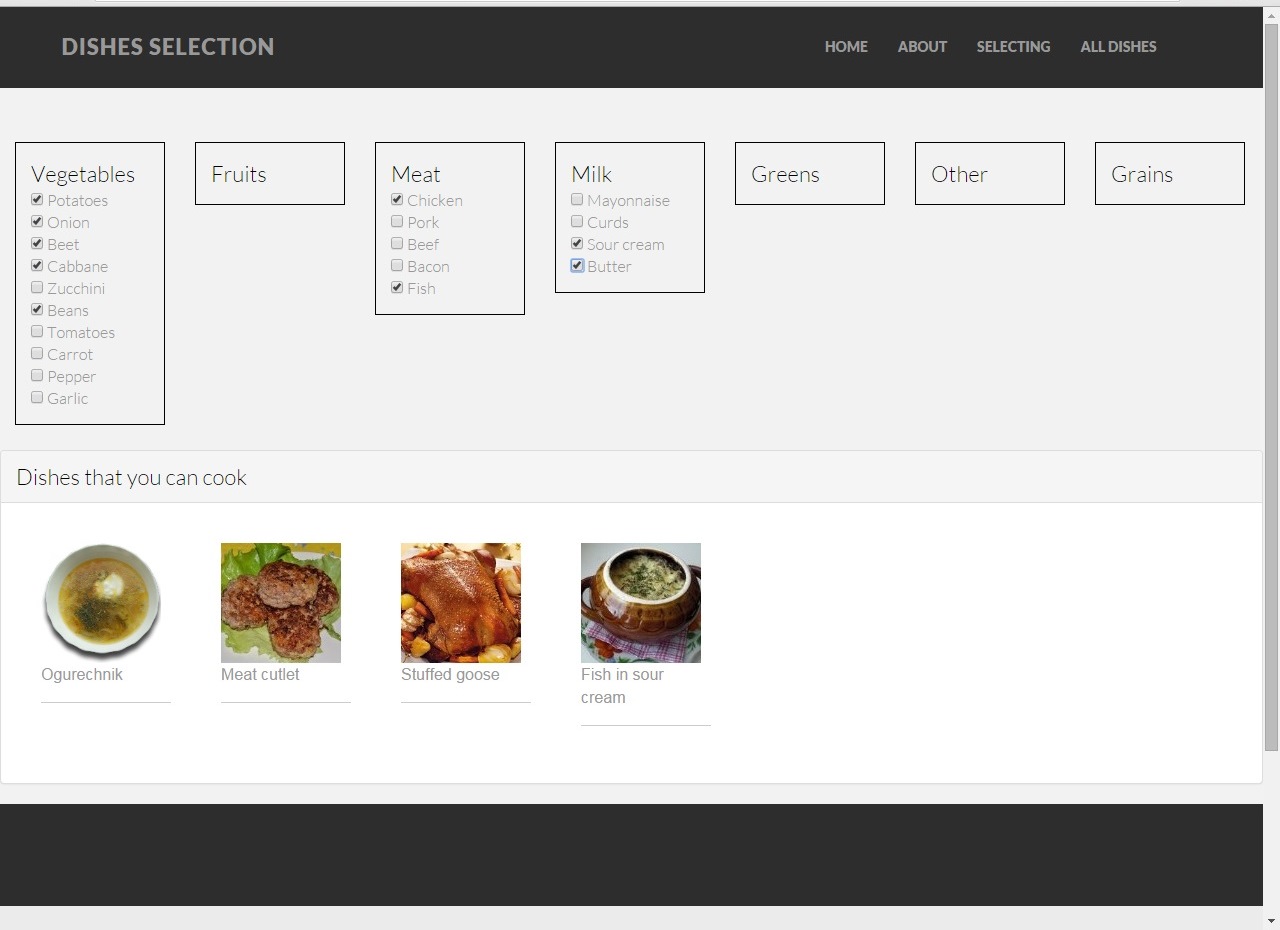 DISHES SELECTION
HOME ABOUT SELECTING ALL DISHES
Vegetables
Potatoes
Onion
Beet
Cabbane
Zucchini
Beans
Tomatoes
Carrot
Pepper
Garlic
Fruits
Meat
Chicken
Pork
Beef
Bacon
Fish
Milk
Mayonnaise
Curds
Sour cream
Butter
Greens
Other
Grains
Dishes that you can cook
Ogurechnik
Meat cutlet
Stuffed goose
Fish in sour
cream